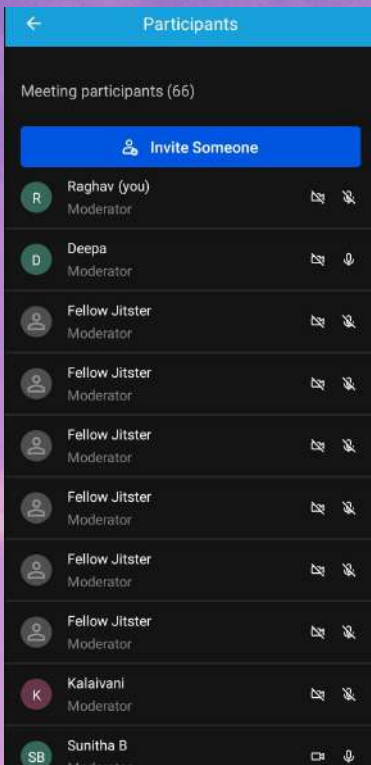 Participants
Meeting participants (66)
Invite Someone
R
Raghav (you)
Moderator
D
Deepa
Moderator
Fellow Jitster
Moderator
Fellow Jitster
Moderator
Fellow Jitster
Moderator
Fellow Jitster
Moderator
Fellow Jitster
Moderator
Fellow Jitster
Moderator
K
Kalaivani
Moderator
SB
Sunitha B